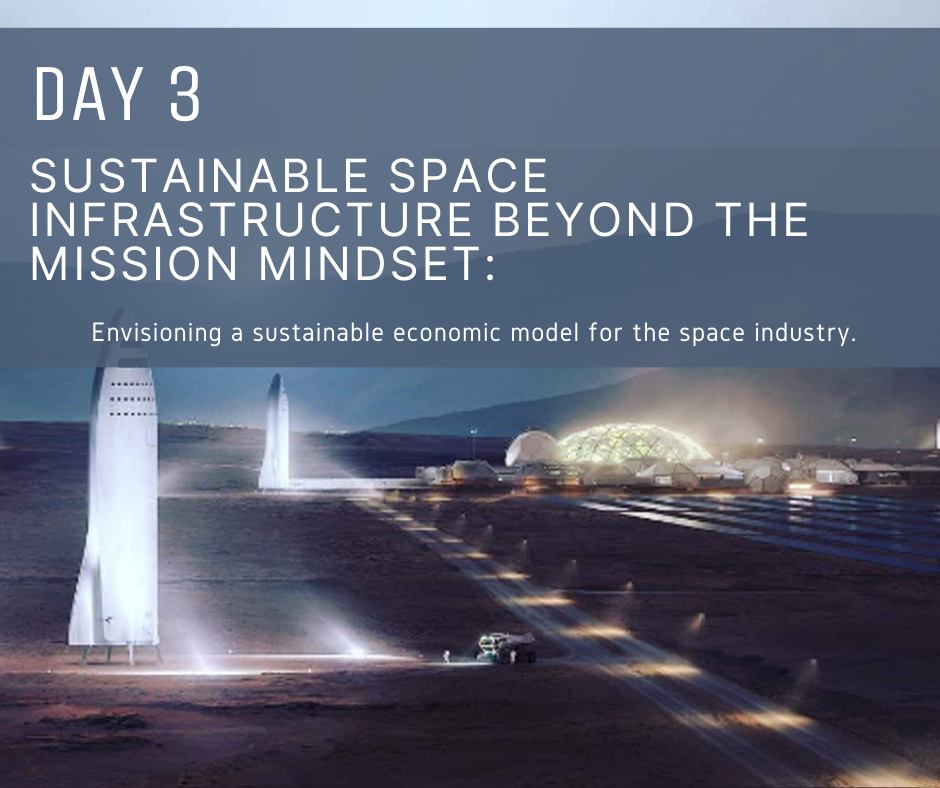 DAY 3
SUSTAINABLE SPACE
INFRASTRUCTURE BEYOND THE
MISSION MINDSET:
Envisioning a sustainable economic model for the space industry.